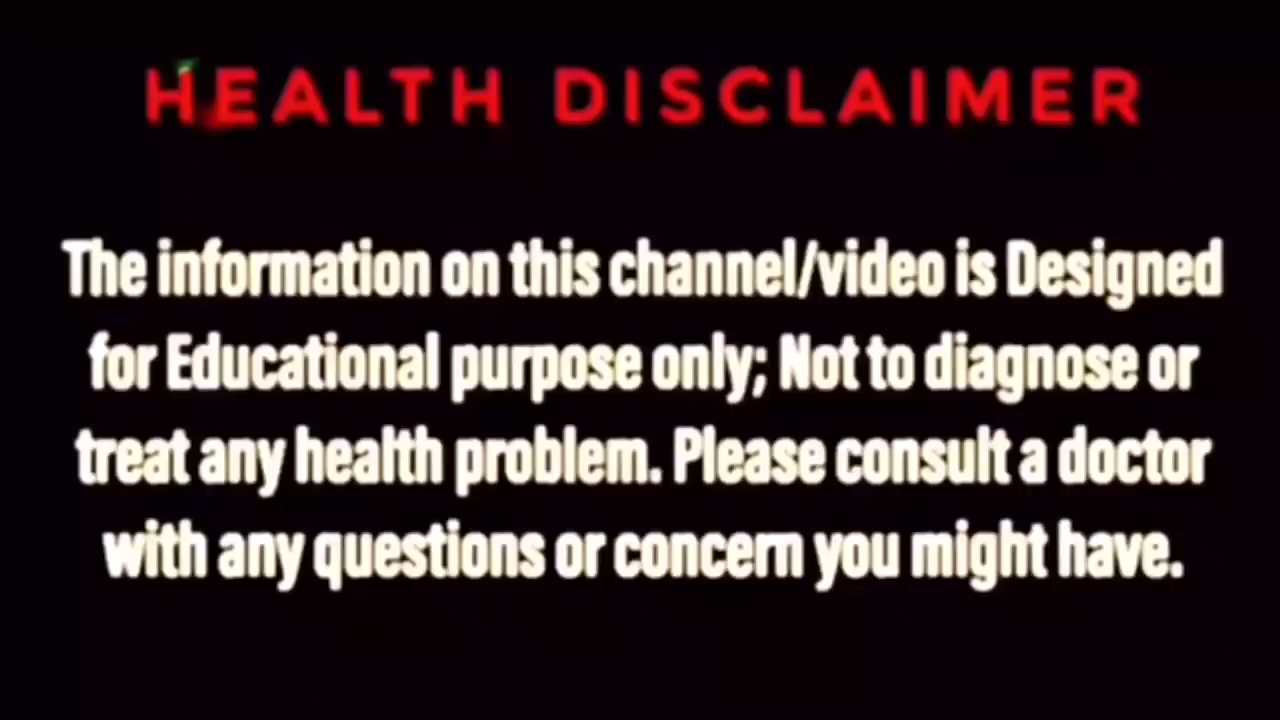 HEALTH DISCLAIMER
The information on this channel/video is Designed
for Educational purpose only; Not to diagnose or
treat any health problem. Please consult a doctor
with any questions or concern you might have.